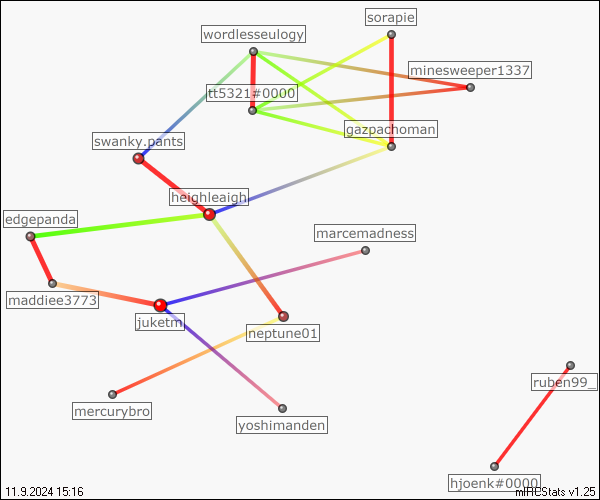 sorapie
wordlesseulogy
minesweeper1337
tt5321#0000
gazpachoman
swanky.pants
heighleaigh
edgepanda
marcemadness
maddiee3773
juketm
neptune01
ruben99_
mercurybro
yoshimanden
hjoenk#0000
11.9.2024 15:16
mIRCStats v1.25